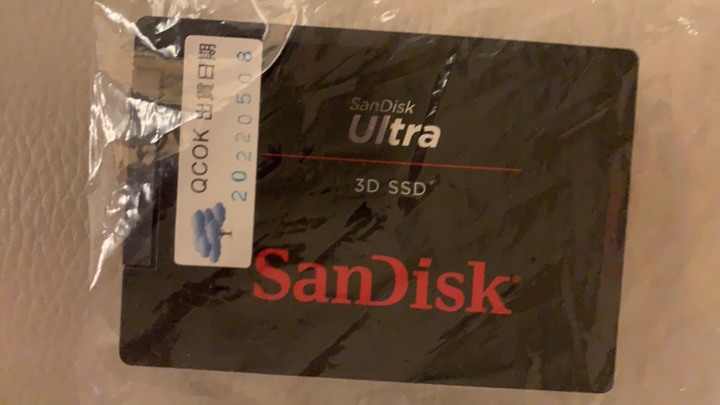 SanDisk
Ultra
3D SSD
SanDisk
QCOK 出貨日期
20220508